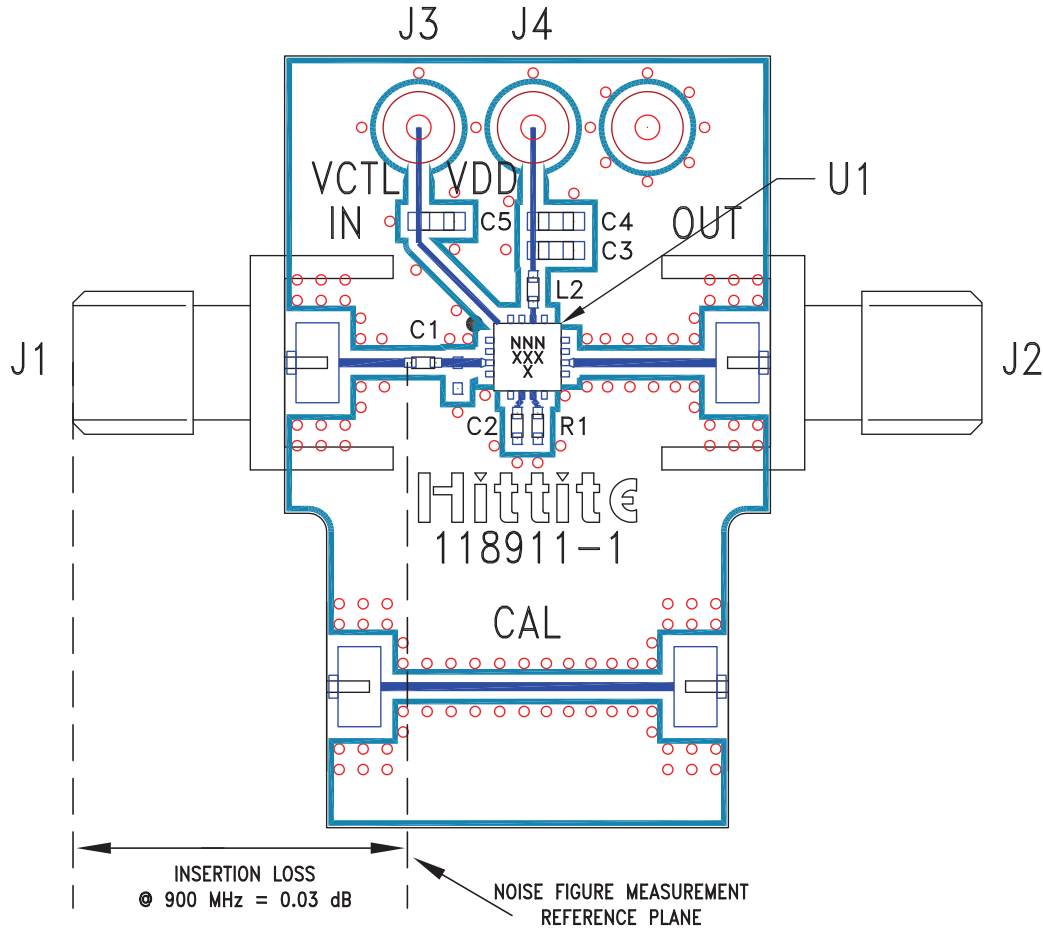 J3 J4
VCTL VDD U1
IN C5 C4 OUT
C3
L2
C1
NNN
XXX
X
J1 J2
C2 R1
Hittite
118911-1
CAL
INSERTION LOSS
@ 900 MHz = 0.03 dB
NOISE FIGURE MEASUREMENT
REFERENCE PLANE